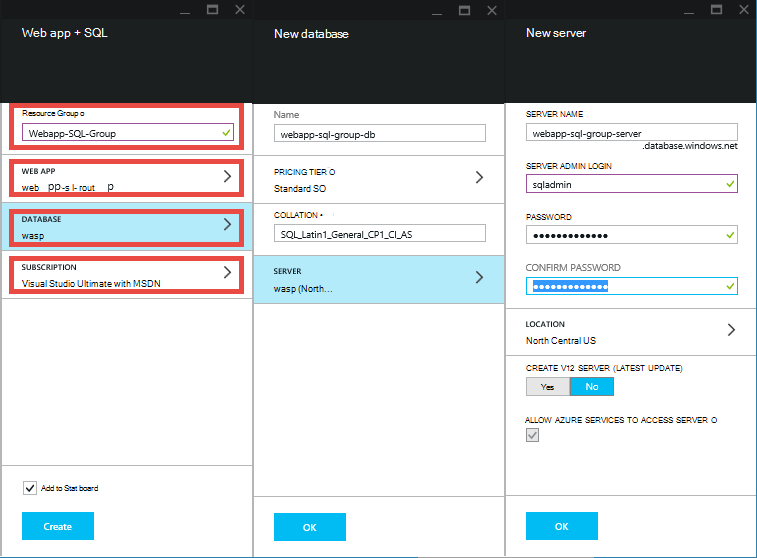 Web app + SQL
Resource Group o
Webapp-SQL-Group
WEB APP
web pp-s l- rout p
DATABASE
wasp
SUBSCRIPTION
Visual Studio Ultimate with MSDN
Add to Stat board
Create
New database
Name
webapp-sql-group-db
PRICING TIER O
Standard SO
COLLATION •
SQL_Latin1_General_CP1_CI_AS
SERVER
wasp (North...
OK
New server
SERVER NAME
webapp-sql-group-server
.database.windows.net
SERVER ADMIN LOGIN
sqladmin
PASSWORD
•••••••••••••
CONFIRM PASSWORD
•••••••••••••
LOCATION
North Central US
CREATE V12 SERVER (LATEST UPDATE)
Yes No
ALLOW AZURE SERVICES TO ACCESS SERVER O
OK